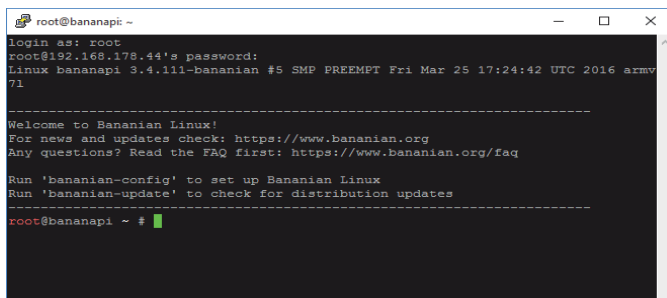 root@bananapi: ~
login as: root
root@192.168.178.44's password:
Linux bananapi 3.4.111-bananian #5 SMP PREEMPT Fri Mar 25 17:24:42 UTC 2016 armv
7l
Welcome to Bananian Linux!
For news and updates check: https://www.bananian.org
Any questions? Read the FAQ first: https://www.bananian.org/faq
Run 'bananian-config' to set up Bananian Linux
Run 'bananian-update' to check for distribution updates
root@bananapi ~ #